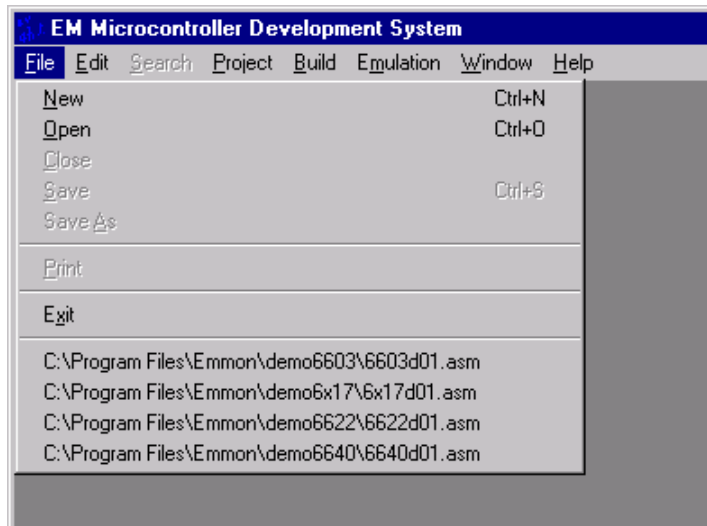 EM Microcontroller Development System
File Edit Search Project Build Emulation Window Help
New Ctrl+N
Open Ctrl+O
Close
Save Ctrl+S
Save As
Print
Exit
C:\Program Files\Emmon\demo6603\6603d01.asm
C:\Program Files\Emmon\demo6x17\6x17d01.asm
C:\Program Files\Emmon\demo6622\6622d01.asm
C:\Program Files\Emmon\demo6640\6640d01.asm